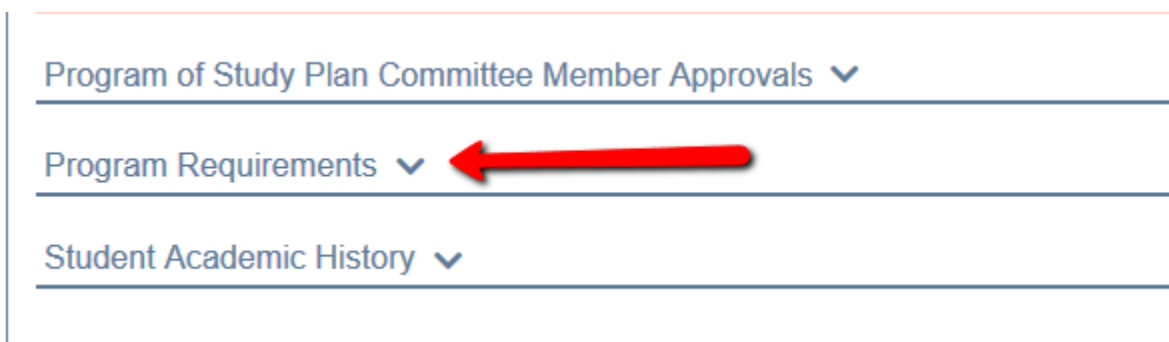 Program of Study Plan Committee Member Approvals
Program Requirements
Student Academic History